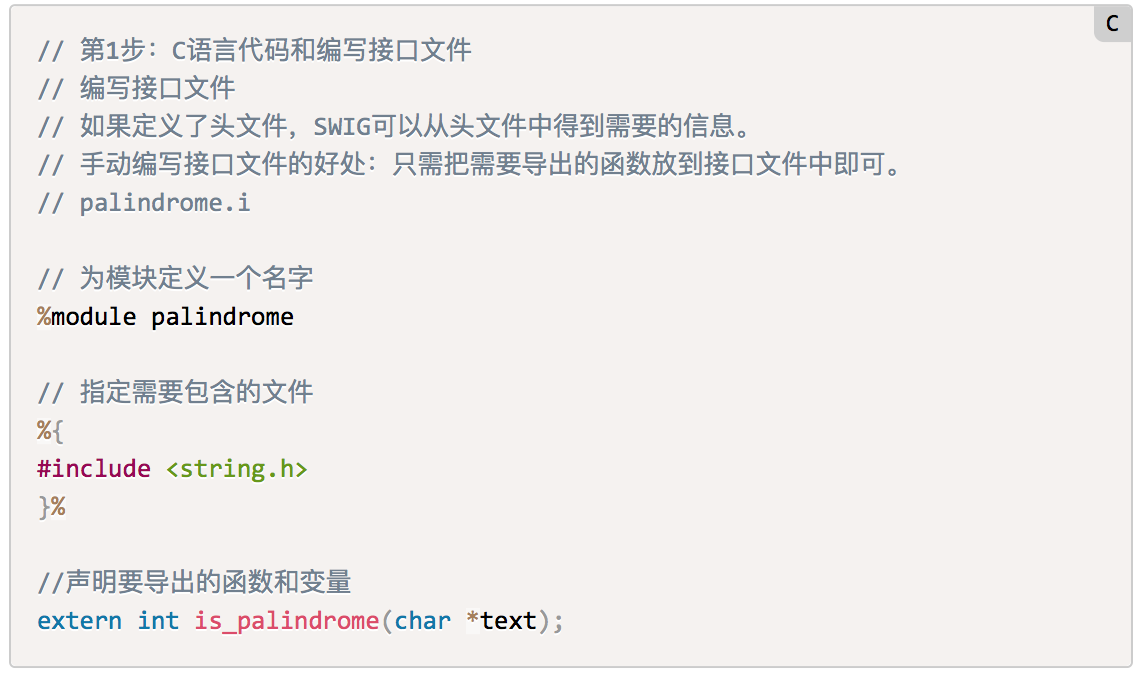 C
// 第1步：C语言代码和编写接口文件
// 编写接口文件
// 如果定义了头文件，SWIG可以从头文件中得到需要的信息。
// 手动编写接口文件的好处：只需把需要导出的函数放到接口文件中即可。
// palindrome.i
// 为模块定义一个名字
%module palindrome
// 指定需要包含的文件
%{
#include <string.h>
}%
//声明要导出的函数和变量
extern int is_palindrome(char *text);